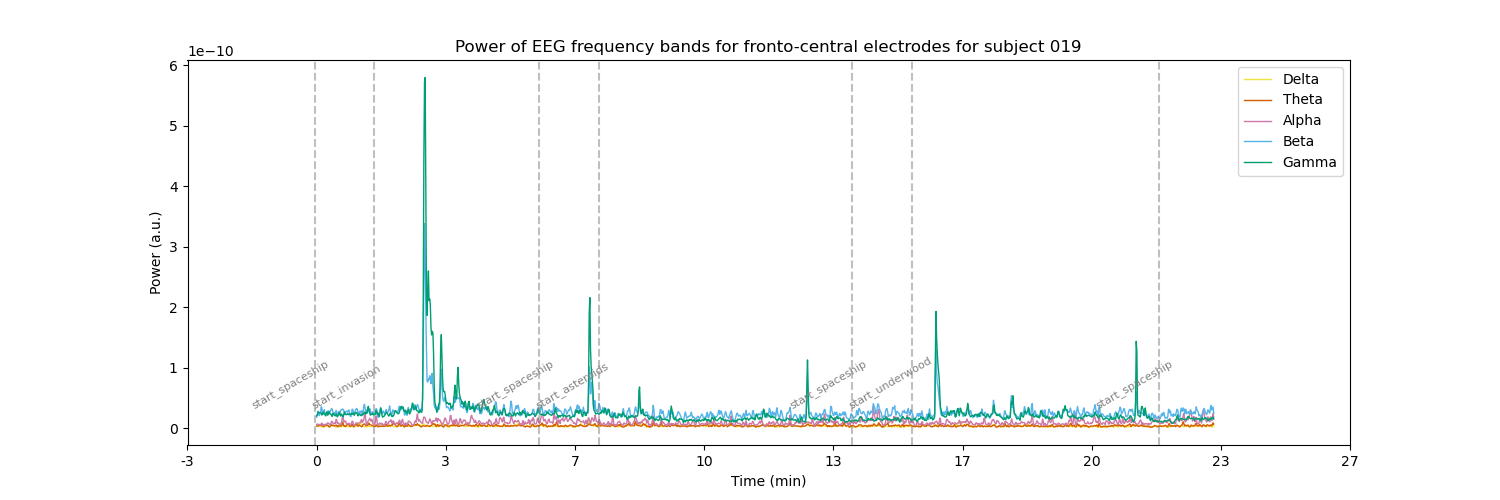 Power of EEG frequency bands for fronto-central electrodes for subject 019
1e−10
6
5
4
3
2
1
0
Power (a.u.)
Delta
Theta
Alpha
Beta
Gamma
start_spaceship
start_invasion
start_spaceship
start_asteroids
start_spaceship
start_underwood
start_spaceship
-3 0 3 7 10 13 17 20 23 27
Time (min)